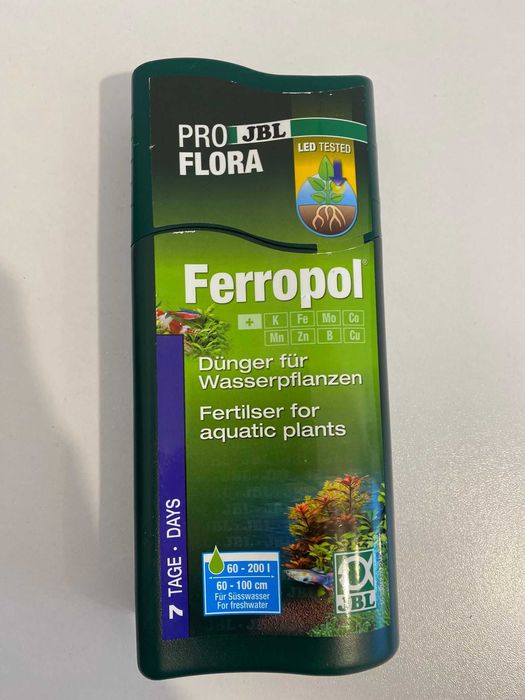 PRO JBL
FLORA
LED TESTED
Ferropol®
+ K Fe Mo Co
Mn Zn B Cu
Dünger für
Wasserpflanzen
Fertilser for
aquatic plants
7 TAGE · DAYS
60 - 200 l
60 - 100 cm
Für Süsswasser
For freshwater
JBL